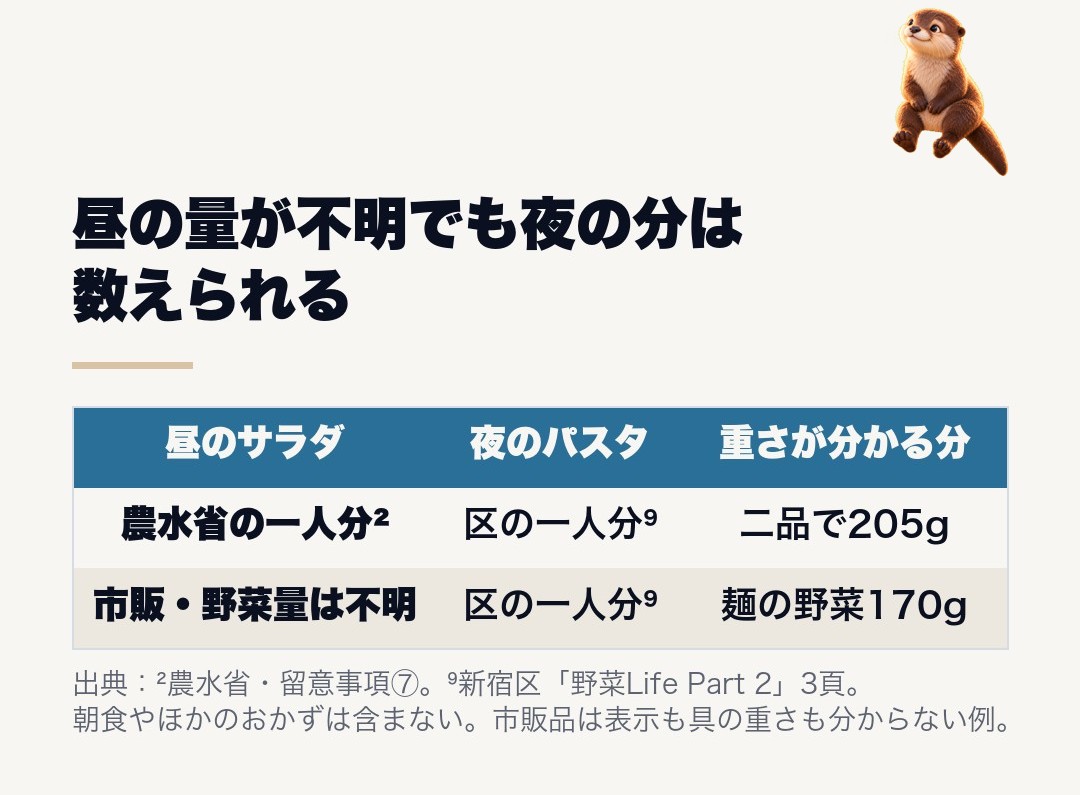 昼の量が不明でも夜の分は
数えられる
昼のサラダ 夜のパスタ 重さが分かる分
農水省の一人分² 区の一人分⁹ 二品で205g
市販・野菜量は不明 区の一人分⁹ 麺の野菜170g
出典：²農水省・留意事項⑦。⁹新宿区「野菜Life Part 2」3頁。
朝食やほかのおかずは含まない。市販品は表示も具の重さも分からない例。